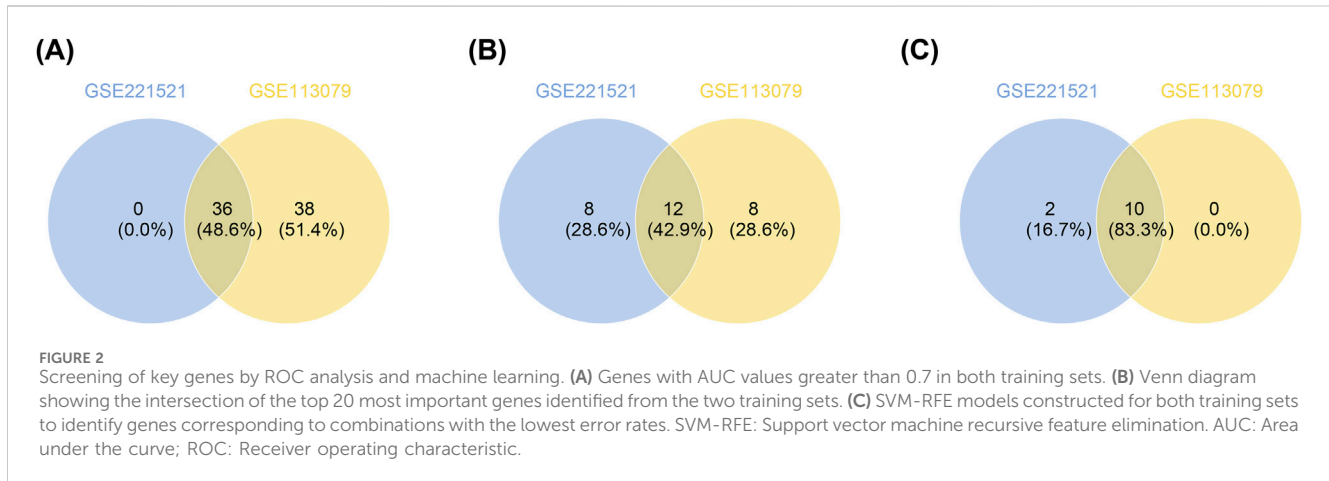 (A)
(B)
(C)
GSE221521 GSE113079
GSE221521 GSE113079
GSE221521 GSE113079
0 36 38
(0.0%) (48.6%) (51.4%)
8 12 8
(28.6%) (42.9%) (28.6%)
2 10 0
(16.7%) (83.3%) (0.0%)
FIGURE 2
Screening of key genes by ROC analysis and machine learning. (A) Genes with AUC values greater than 0.7 in both training sets. (B) Venn diagram
showing the intersection of the top 20 most important genes identified from the two training sets. (C) SVM-RFE models constructed for both training sets
to identify genes corresponding to combinations with the lowest error rates. SVM-RFE: Support vector machine recursive feature elimination. AUC: Area
under the curve; ROC: Receiver operating characteristic.